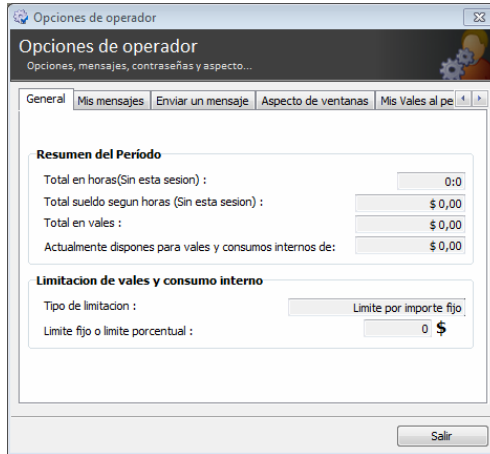 Opciones de operador
Opciones de operador
Opciones, mensajes, contraseñas y aspecto...
General Mis mensajes Enviar un mensaje Aspecto de ventanas Mis Vales al pe
Resumen del Período
Total en horas(Sin esta sesion) : 0:0
Total sueldo segun horas (Sin esta sesion) : $ 0,00
Total en vales : $ 0,00
Actualmente dispones para vales y consumos internos de: $ 0,00
Limitacion de vales y consumo interno
Tipo de limitacion : Limite por importe fijo
Limite fijo o limite porcentual : 0 $
Salir